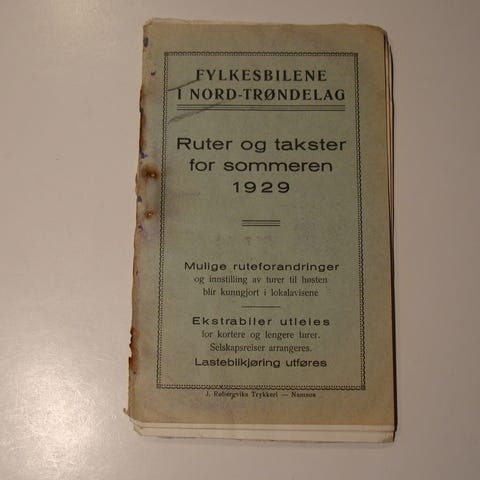 FYLKESBILENE
I NORD-TRØNDELAG
Ruter og takster
for sommeren
1929
Mulige ruteforandringer
og innstilling av turer til høsten
blir kunngjort i lokalavisene
Ekstrabiler utleies
for kortere og lengere turer.
Selskapsreiser arrangeres.
Lastebilkjøring utføres
J. Røbergviks Trykkeri — Namsos